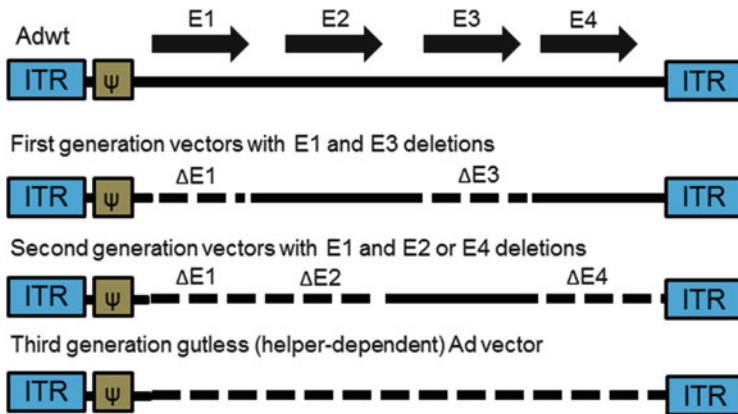 E1 E2 E3 E4
Adwt
ITR ψ ITR
First generation vectors with E1 and E3 deletions
ΔE1 ΔE3
ITR ψ ITR
Second generation vectors with E1 and E2 or E4 deletions
ΔE1 ΔE2 ΔE4
ITR ψ ITR
Third generation gutless (helper-dependent) Ad vector
ITR ψ ITR